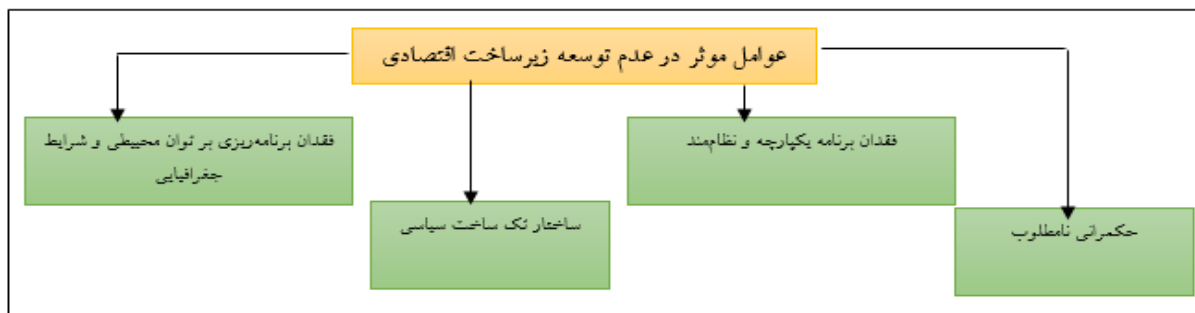 عوامل موثر در عدم توسعه زیرساخت اقتصادی
فقدان برنامه یکپارچه و نظام‌مند
فقدان برنامه‌ریزی بر توان محیطی و شرایط
جغرافیایی
حکمرانی نامطلوب
ساختار تک ساخت سیاسی